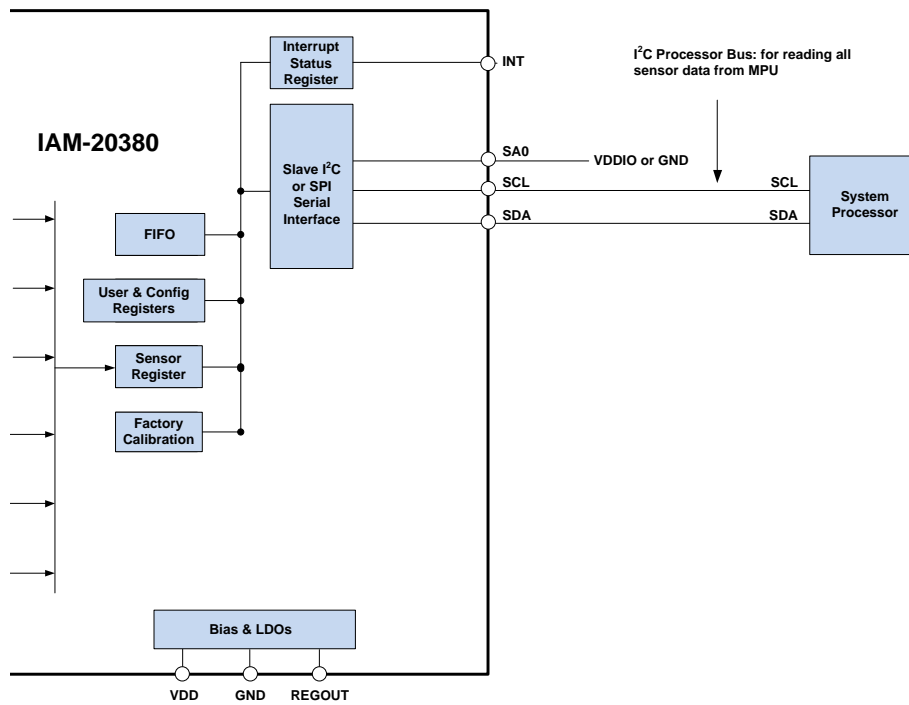 Interrupt
Status
Register
INT
I²C Processor Bus: for reading all
sensor data from MPU
IAM-20380
Slave I²C
or SPI
Serial
Interface
SA0
VDDIO or GND
SCL
SCL
SDA
SDA
System
Processor
FIFO
User & Config
Registers
Sensor
Register
Factory
Calibration
Bias & LDOs
VDD
GND
REGOUT